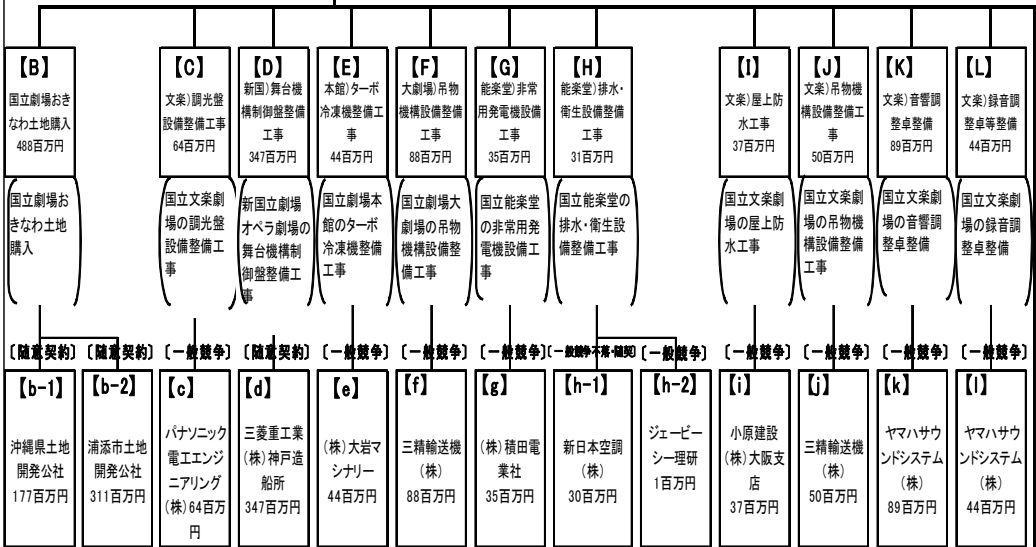 【B】
国立劇場おき
なわ土地購入
488百万円
【C】
文楽)調光盤
設備整備工事
64百万円
【D】
新国)舞台機
構制御盤整備
工事
347百万円
【E】
本館)ターボ
冷凍機整備工
事
44百万円
【F】
大劇場)吊物
機構設備整備
工事
88百万円
【G】
能楽堂)非常
用発電機設備
工事
35百万円
【H】
能楽堂)排水・
衛生設備整備
工事
31百万円
【I】
文楽)屋上防
水工事
37百万円
【J】
文楽)吊物機
構設備整備工
事
50百万円
【K】
文楽)音響調
整卓整備
89百万円
【L】
文楽)録音調
整卓等整備
44百万円
国立劇場お
きなわ土地
購入
国立文楽劇
場の調光盤
設備整備工
事
新国立劇場
オペラ劇場の
舞台機構制
御盤整備工
事
国立劇場本
館のターボ
冷凍機整備
工事
国立劇場大
劇場の吊物
機構設備整
備工事
国立能楽堂
の非常用発
電機設備工
事
国立能楽堂の
排水・衛生設
備整備工事
国立文楽劇
場の屋上防
水工事
国立文楽劇
場の吊物機
構設備整備
工事
国立文楽劇
場の音響調
整卓整備
国立文楽劇
場の録音調
整卓整備
〔随意契約〕
〔随意契約〕
〔一般競争〕
〔随意契約〕
〔一般競争〕
〔一般競争〕
〔一般競争〕
〔一般競争不落・随契〕
〔一般競争〕
〔一般競争〕
〔一般競争〕
〔一般競争〕
〔一般競争〕
【b-1】
沖縄県土地
開発公社
177百万円
【b-2】
浦添市土地
開発公社
311百万円
【c】
パナソニック
電工エンジ
ニアリング
(株)64百万
円
【d】
三菱重工業
(株)神戸造
船所
347百万円
【e】
(株)大岩マ
シナリー
44百万円
【f】
三精輸送機
(株)
88百万円
【g】
(株)積田電
業社
35百万円
【h-1】
新日本空調
(株)
30百万円
【h-2】
ジェーピー
シー理研
1百万円
【i】
小原建設
(株)大阪支
店
37百万円
【j】
三精輸送機
(株)
50百万円
【k】
ヤマハサウ
ンドシステム
(株)
89百万円
【l】
ヤマハサウ
ンドシステム
(株)
44百万円